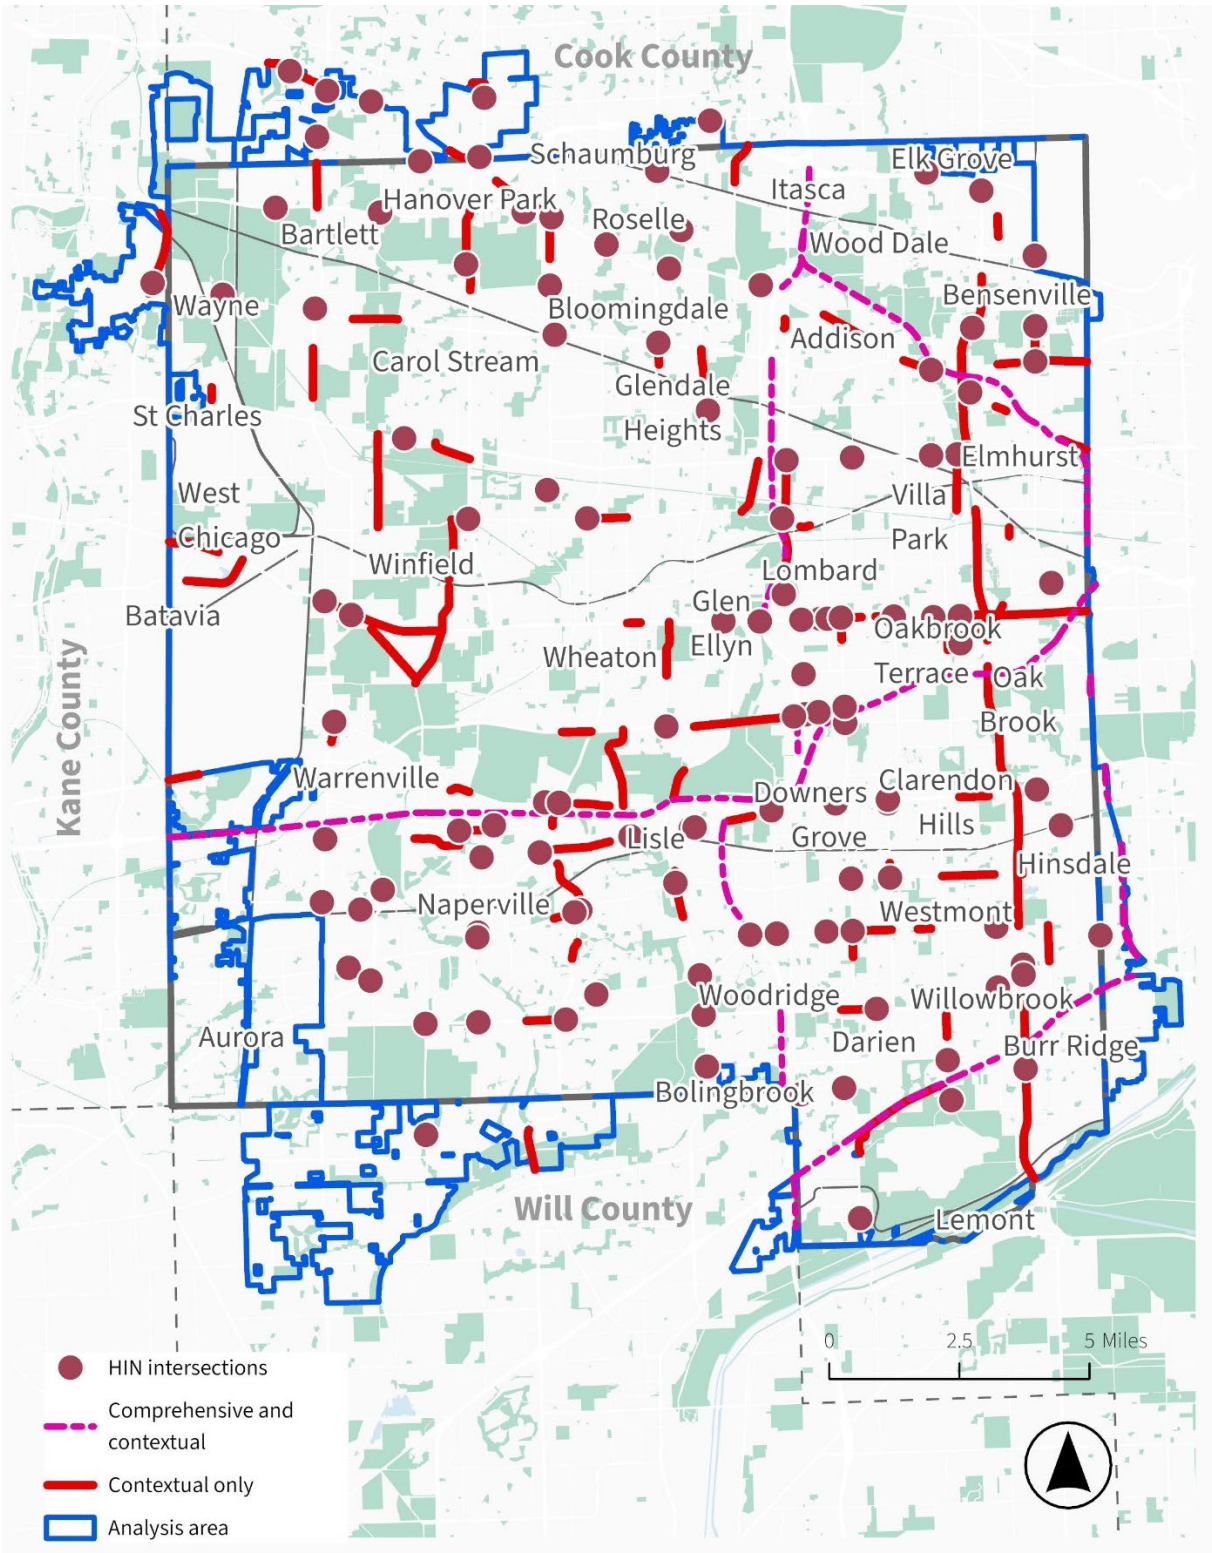 Cook County
Schaumburg
Elk Grove
Itasca
Hanover Park
Roselle
Bartlett
Wood Dale
Wayne
Bensenville
Bloomingdale
Addison
Carol Stream
Glendale
Heights
St Charles
Elmhurst
West
Chicago
Villa
Park
Winfield
Lombard
Batavia
Glen
Ellyn
Oakbrook
Terrace
Wheaton
Oak
Brook
Kane County
Warrenville
Downers
Grove
Clarendon
Hills
Lisle
Hinsdale
Naperville
Westmont
Woodridge
Willowbrook
Aurora
Darien
Burr Ridge
Bolingbrook
Will County
Lemont
0 2.5 5 Miles
HIN intersections
Comprehensive and
contextual
Contextual only
Analysis area